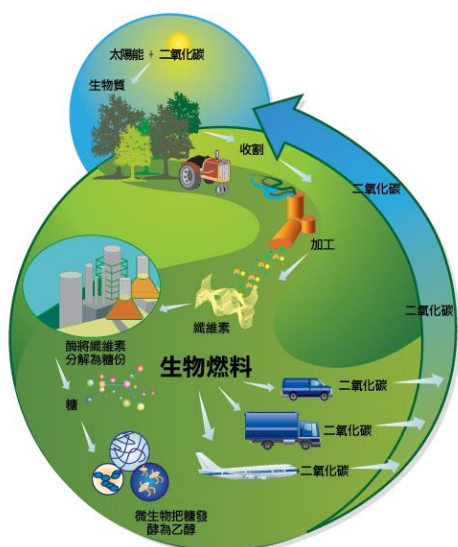 太陽能 + 二氧化碳
生物質
收割
二氧化碳
加工
二氧化碳
纖維素
酶將纖維素
分解為糖份
生物燃料
糖
二氧化碳
二氧化碳
二氧化碳
微生物把糖發
酵為乙醇